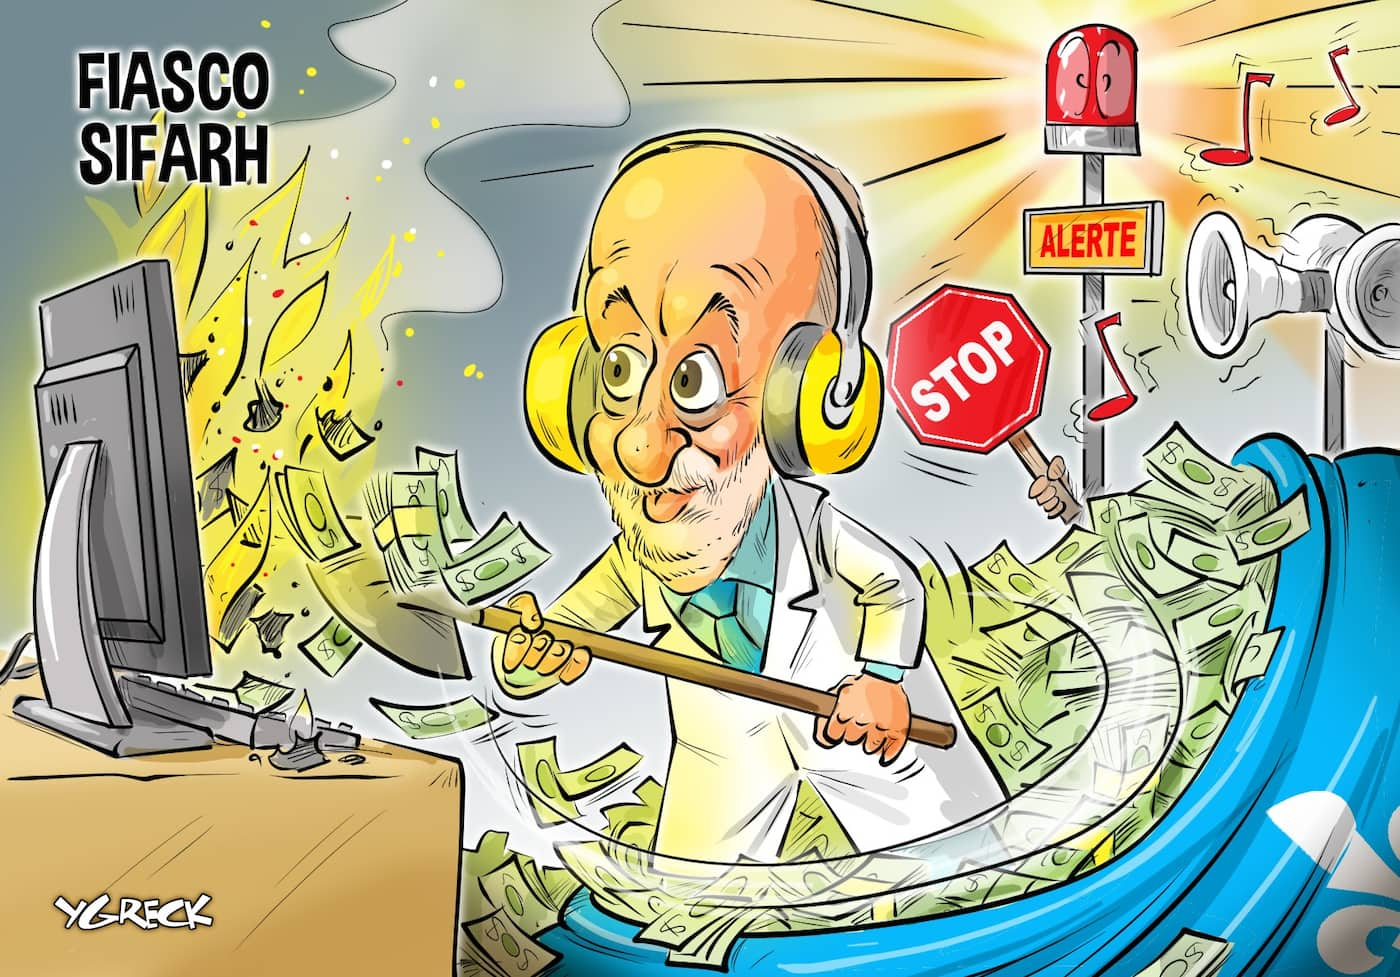 FIASCO
SIFARH
ALERTE
STOP
YGRECK